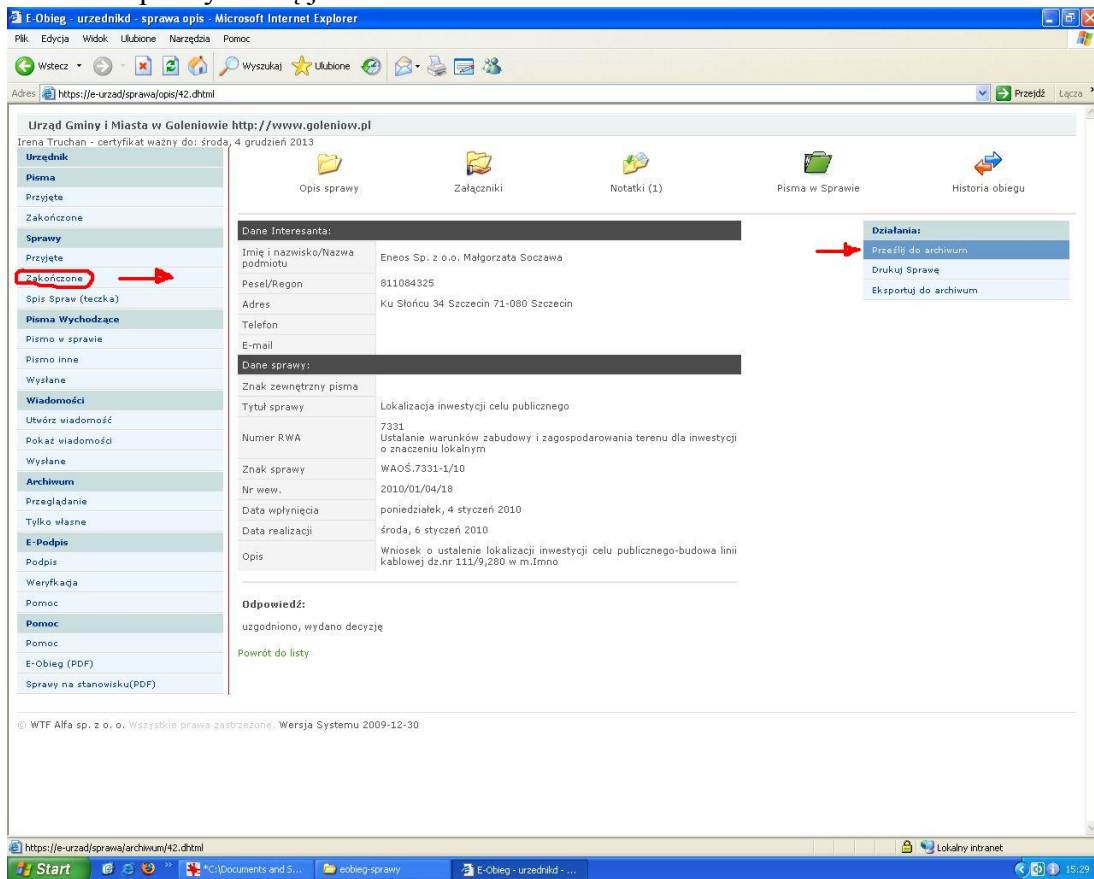 E-Obieg - urzednikd - sprawa opis - Microsoft Internet Explorer
Plik Edycja Widok Ulubione Narzędzia Pomoc
Wstecz Wyszukaj Ulubione
Adres https://e-urzad/sprawa/opis/42.dhtml Przejdź Łącza
Urząd Gminy i Miasta w Goleniowie http://www.goleniow.pl
Irena Truchan - certyfikat ważny do: środa, 4 grudzień 2013
Urzędnik
Pisma
Przyjęte
Zakończone
Sprawy
Przyjęte
Zakończone
Spis Spraw (teczka)
Pisma Wychodzące
Pismo w sprawie
Pismo inne
Wysłane
Wiadomości
Utwórz wiadomość
Pokaż wiadomości
Wysłane
Archiwum
Przeglądanie
Tylko własne
E-Podpis
Podpis
Weryfkacja
Pomoc
Pomoc
Pomoc
E-Obieg (PDF)
Sprawy na stanowisku(PDF)
Opis sprawy Załączniki Notatki (1) Pisma w Sprawie Historia obiegu
Dane Interesanta:
Imię i nazwisko/Nazwa
podmiotu
Eneos Sp. z o.o. Małgorzata Soczawa
Pesel/Regon 811084325
Adres Ku Słońcu 34 Szczecin 71-080 Szczecin
Telefon
E-mail
Dane sprawy:
Znak zewnętrzny pisma
Tytuł sprawy Lokalizacja inwestycji celu publicznego
Numer RWA
7331
Ustalanie warunków zabudowy i zagospodarowania terenu dla inwestycji
o znaczeniu lokalnym
Znak sprawy WAOŚ.7331-1/10
Nr wew. 2010/01/04/18
Data wpłynięcia poniedziałek, 4 styczeń 2010
Data realizacji środa, 6 styczeń 2010
Opis
Wniosek o ustalenie lokalizacji inwestycji celu publicznego-budowa linii
kablowej dz.nr 111/9,280 w m.Imno
Odpowiedź:
uzgodniono, wydano decyzję
Powrót do listy
Działania:
Prześlij do archiwum
Drukuj Sprawę
Eksportuj do archiwum
© WTF Alfa sp. z o. o. Wszystkie prawa zastrzeżone. Wersja Systemu 2009-12-30
https://e-urzad/sprawa/archiwum/42.dhtml Lokalny intranet
Start *C:\Documents and S... eobieg-sprawy E-Obieg - urzednikd - ... 15:29